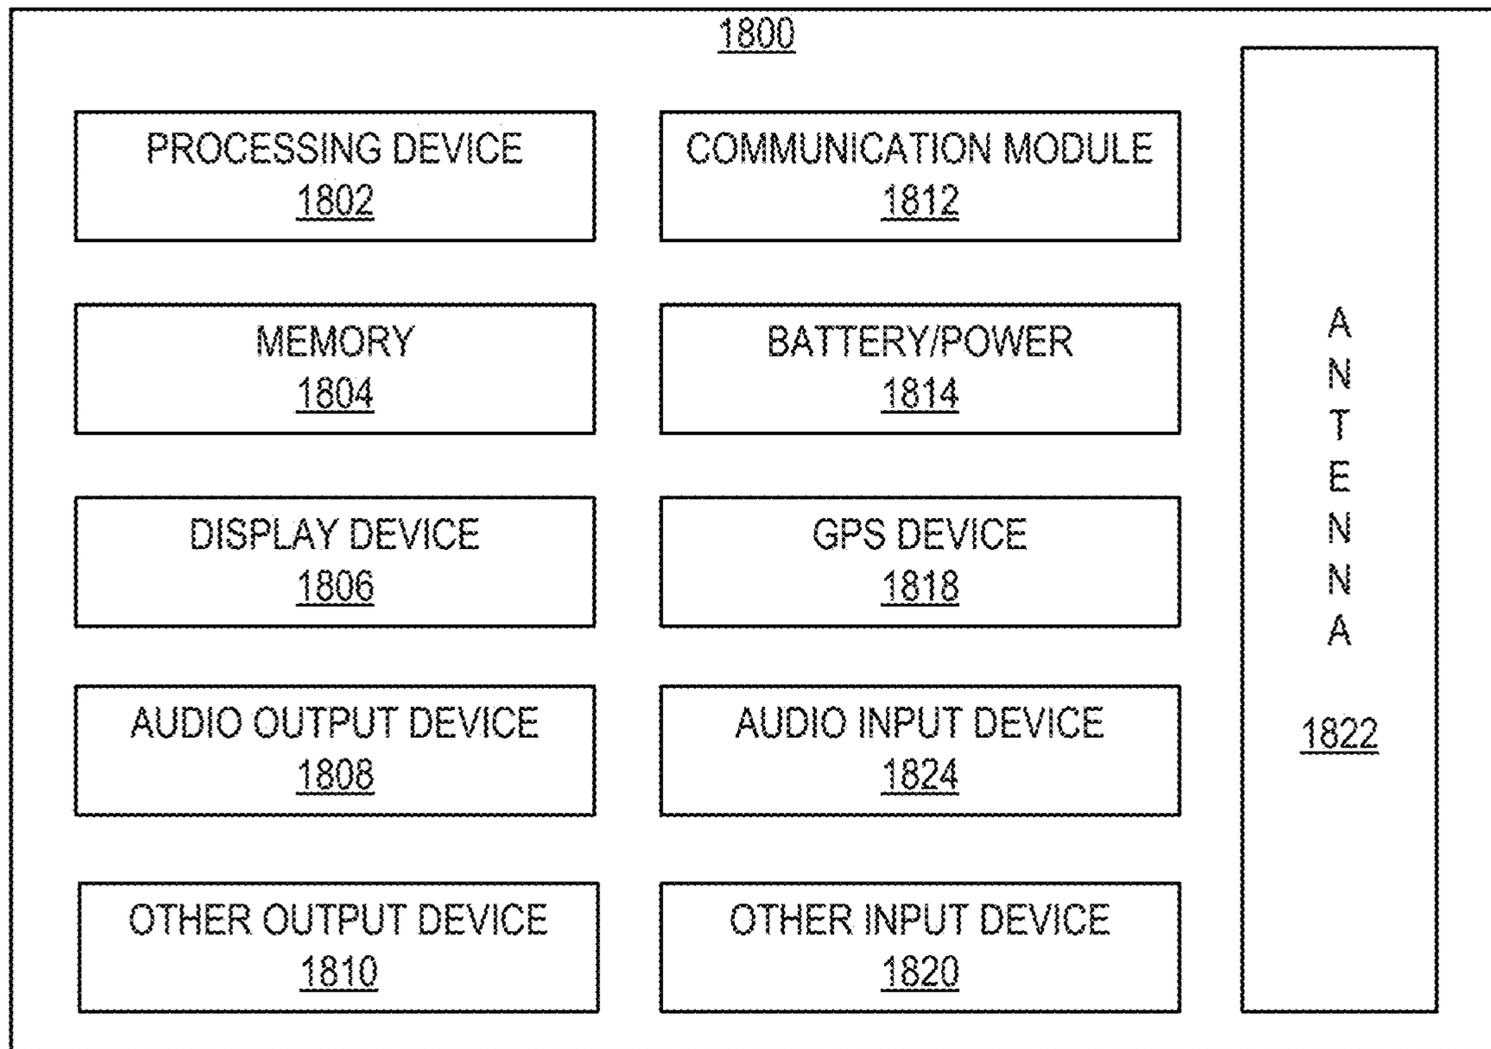 1800
PROCESSING DEVICE
1802
COMMUNICATION MODULE
1812
MEMORY
1804
BATTERY/POWER
1814
DISPLAY DEVICE
1806
GPS DEVICE
1818
AUDIO OUTPUT DEVICE
1808
AUDIO INPUT DEVICE
1824
OTHER OUTPUT DEVICE
1810
OTHER INPUT DEVICE
1820
ANTENNA
1822